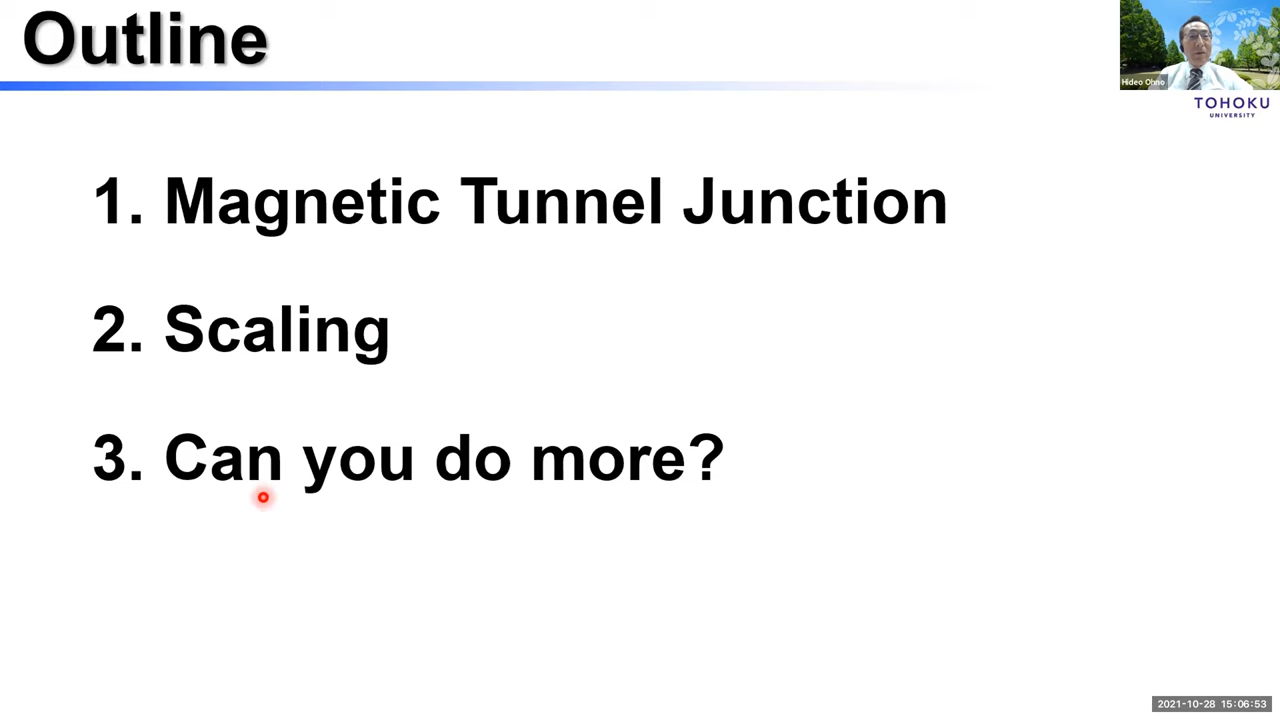 Outline
Hideo Ohno
TOHOKU
UNIVERSITY
1. Magnetic Tunnel Junction
2. Scaling
3. Can you do more?
2021-10-28 15:06:53